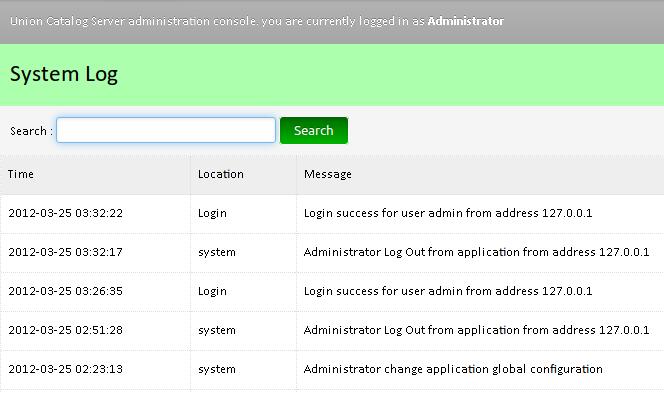 Union Catalog Server administration console. you are currently logged in as Administrator
System Log
Search : Search
Time Location Message
2012-03-25 03:32:22 Login Login success for user admin from address 127.0.0.1
2012-03-25 03:32:17 system Administrator Log Out from application from address 127.0.0.1
2012-03-25 03:26:35 Login Login success for user admin from address 127.0.0.1
2012-03-25 02:51:28 system Administrator Log Out from application from address 127.0.0.1
2012-03-25 02:23:13 system Administrator change application global configuration